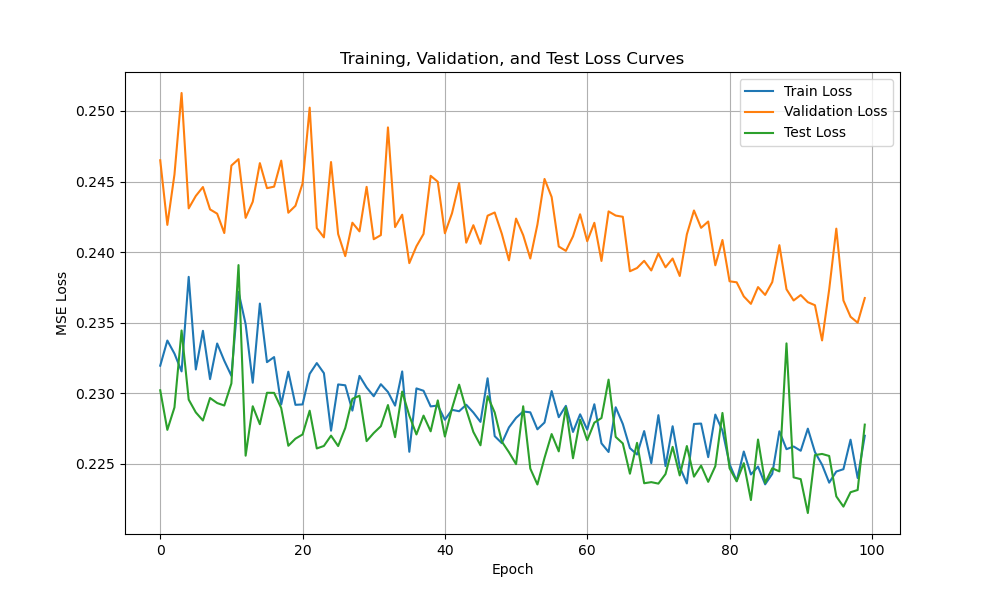 Training, Validation, and Test Loss Curves
Train Loss
Validation Loss
Test Loss
MSE Loss
0.250
0.245
0.240
0.235
0.230
0.225
0 20 40 60 80 100
Epoch